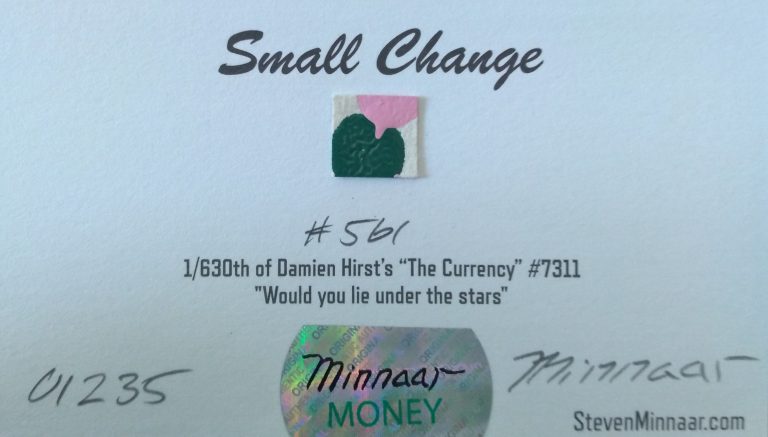 Small Change
#561
1/630th of Damien Hirst's "The Currency" #7311
"Would you lie under the stars"
Minnaar
MONEY
01235
Minnaar
StevenMinnaar.com